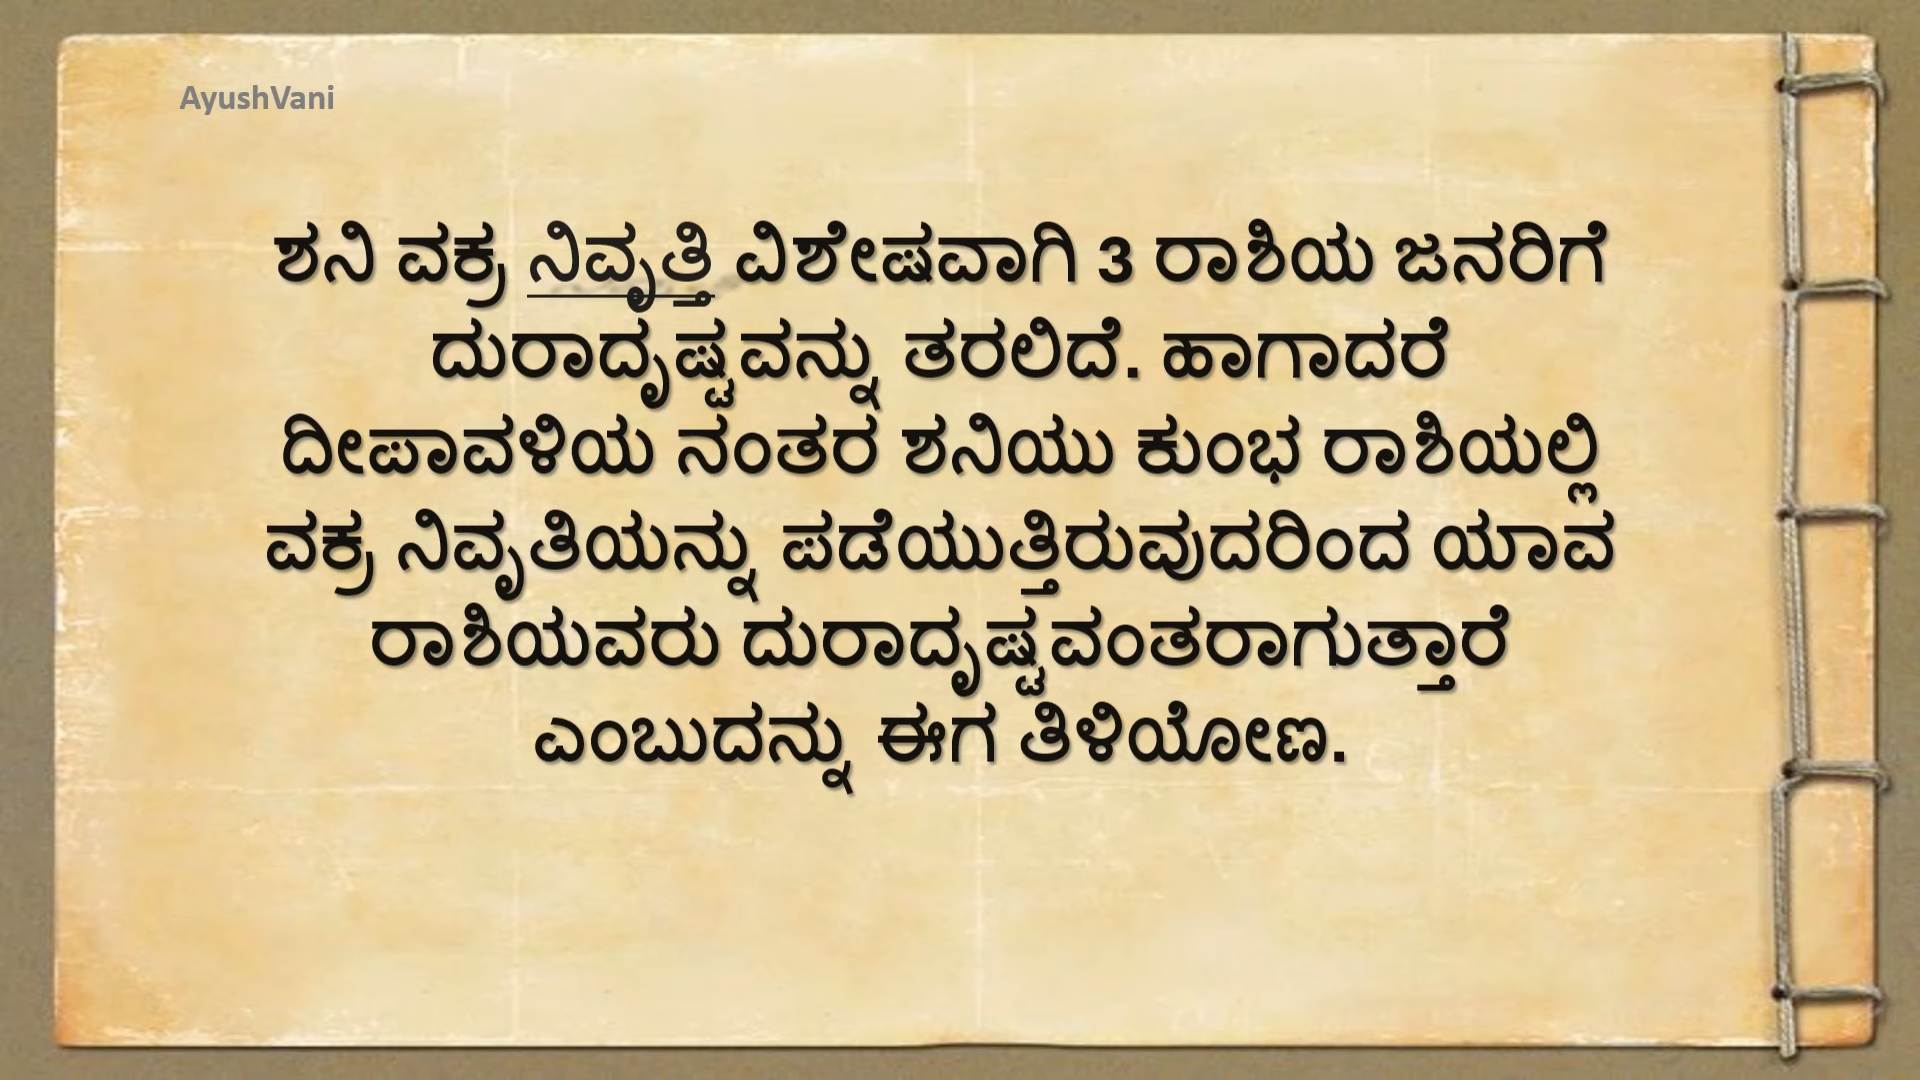 AyushVani
ಶನಿ ವಕ್ರ ನಿವೃತ್ತಿ ವಿಶೇಷವಾಗಿ 3 ರಾಶಿಯ ಜನರಿಗೆ
ದುರಾದೃಷ್ಟವನ್ನು ತರಲಿದೆ. ಹಾಗಾದರೆ
ದೀಪಾವಳಿಯ ನಂತರ ಶನಿಯು ಕುಂಭ ರಾಶಿಯಲ್ಲಿ
ವಕ್ರ ನಿವೃತಿಯನ್ನು ಪಡೆಯುತ್ತಿರುವುದರಿಂದ ಯಾವ
ರಾಶಿಯವರು ದುರಾದೃಷ್ಟವಂತರಾಗುತ್ತಾರೆ
ಎಂಬುದನ್ನು ಈಗ ತಿಳಿಯೋಣ.